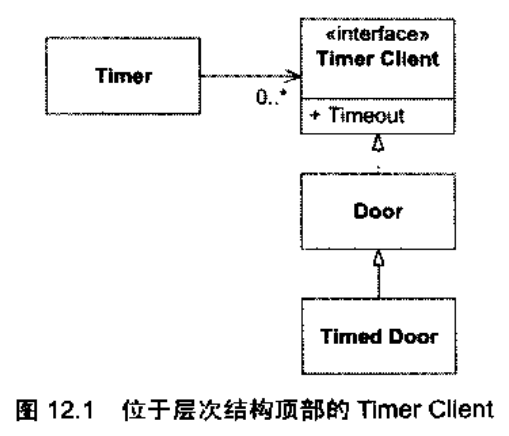 «interface»
Timer Client
Timer
0..*
+ Timeout
Door
Timed Door
图 12.1 位于层次结构顶部的 Timer Client